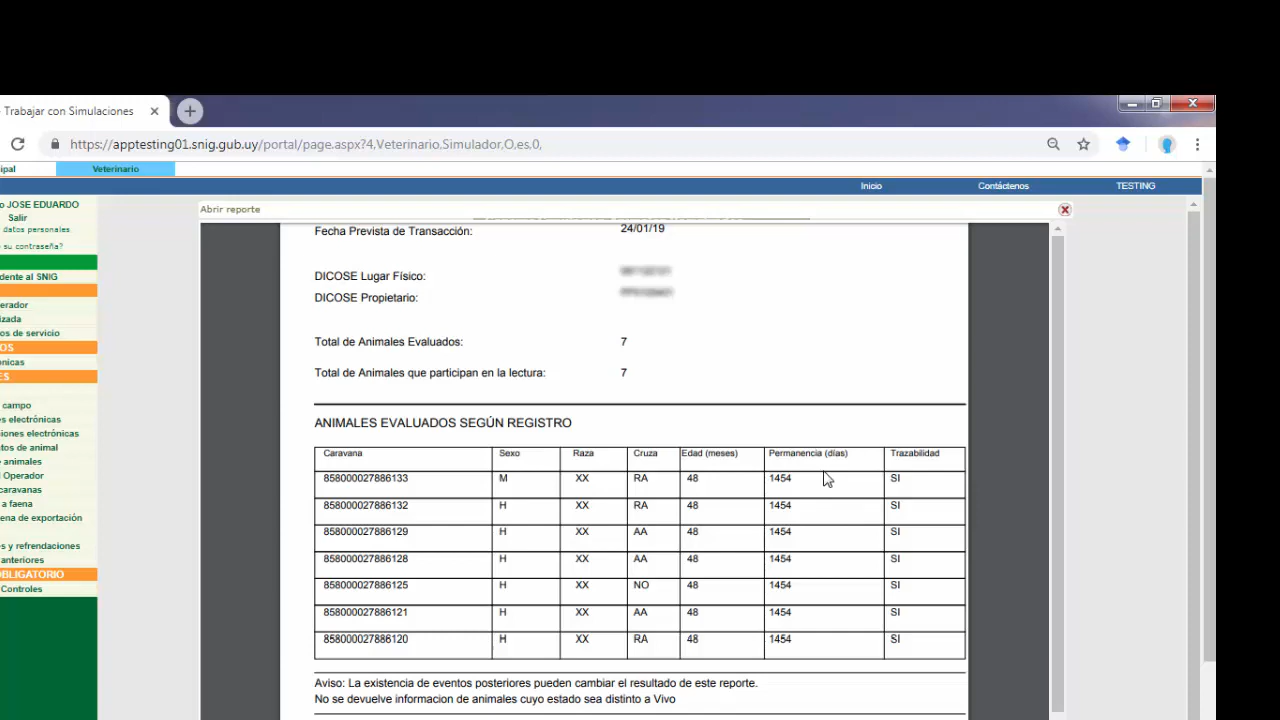 Trabajar con Simulaciones
https://apptesting01.snig.gub.uy/portal/page.aspx?4,Veterinario.Simulador,O,es,0,
ipal Veterinario
Inicio Contáctenos TESTING
o JOSE EDUARDO
Salir
datos personales
su contraseña?
dente al SNIG
erador
izada
os de servicio
OS
ónicas
ES
campo
es electrónicas
iones electrónicas
tos de animal
e animales
l Operador
caravanas
a faena
ena de exportación
es y refrendaciones
anteriores
OBLIGATORIO
Controles
Abrir reporte
Fecha Prevista de Transacción: 24/01/19
DICOSE Lugar Físico:
DICOSE Propietario:
Total de Animales Evaluados: 7
Total de Animales que participan en la lectura: 7
ANIMALES EVALUADOS SEGÚN REGISTRO
Caravana Sexo Raza Cruza Edad (meses) Permanencia (días) Trazabilidad
858000027886133 M XX RA 48 1454 SI
858000027886132 H XX RA 48 1454 SI
858000027886129 H XX AA 48 1454 SI
858000027886128 H XX AA 48 1454 SI
858000027886125 H XX NO 48 1454 SI
858000027886121 H XX AA 48 1454 SI
858000027886120 H XX RA 48 1454 SI
Aviso: La existencia de eventos posteriores pueden cambiar el resultado de este reporte.
No se devuelve informacion de animales cuyo estado sea distinto a Vivo